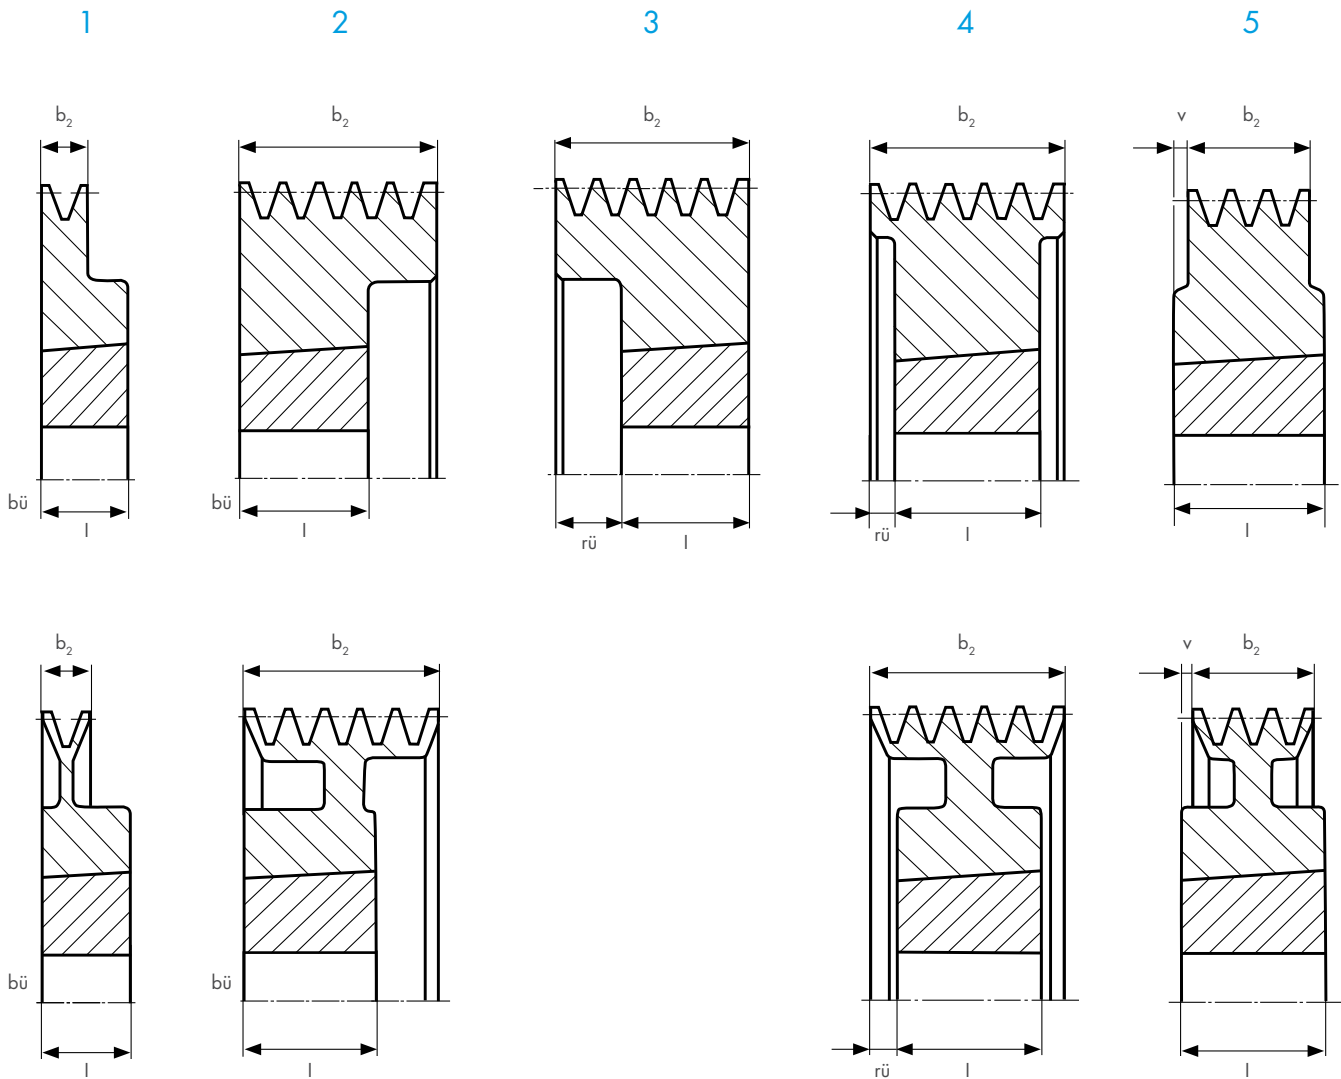 1 2 3 4 5
b₂ b₂ b₂ b₂ v b₂
bü bü
l l rü l rü l l
b₂ b₂ b₂ v b₂
bü bü
l l rü l l